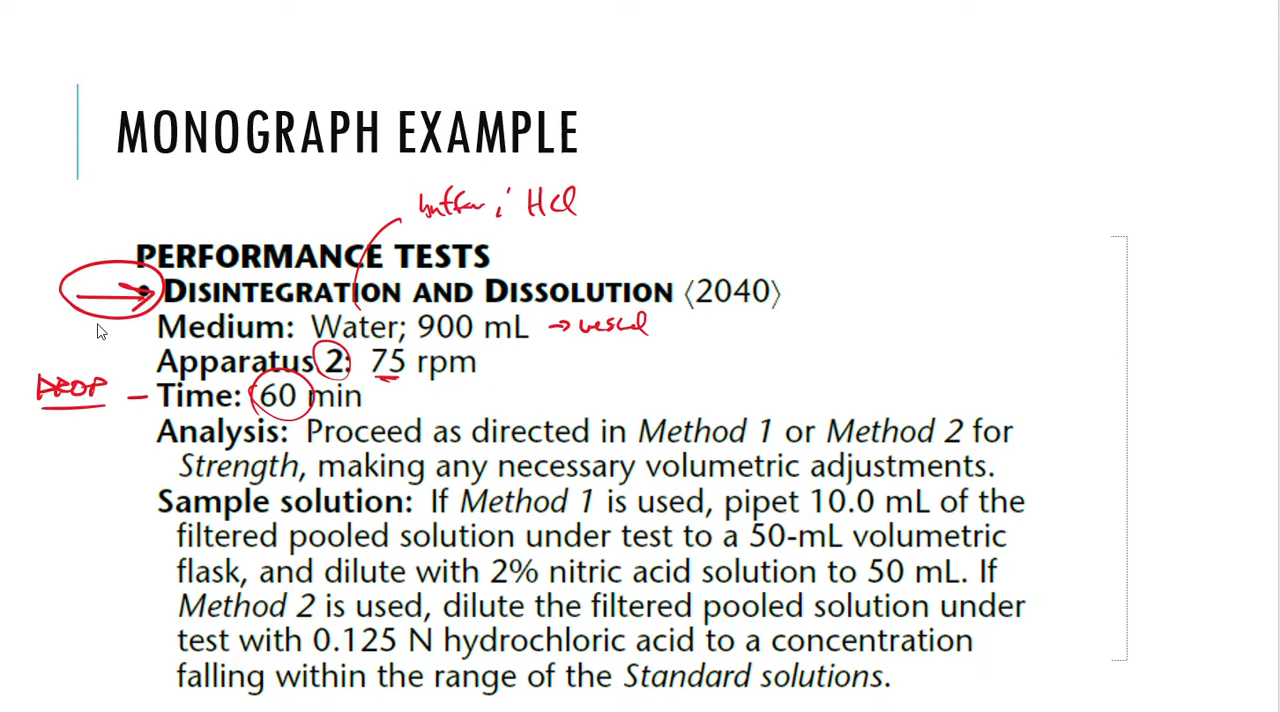 MONOGRAPH EXAMPLE
buffer, HCl
PERFORMANCE TESTS
• DISINTEGRATION AND DISSOLUTION ⟨2040⟩
Medium: Water; 900 mL → vessel
Apparatus 2: 75 rpm
DROP – Time: 60 min
Analysis: Proceed as directed in Method 1 or Method 2 for
Strength, making any necessary volumetric adjustments.
Sample solution: If Method 1 is used, pipet 10.0 mL of the
filtered pooled solution under test to a 50-mL volumetric
flask, and dilute with 2% nitric acid solution to 50 mL. If
Method 2 is used, dilute the filtered pooled solution under
test with 0.125 N hydrochloric acid to a concentration
falling within the range of the Standard solutions.